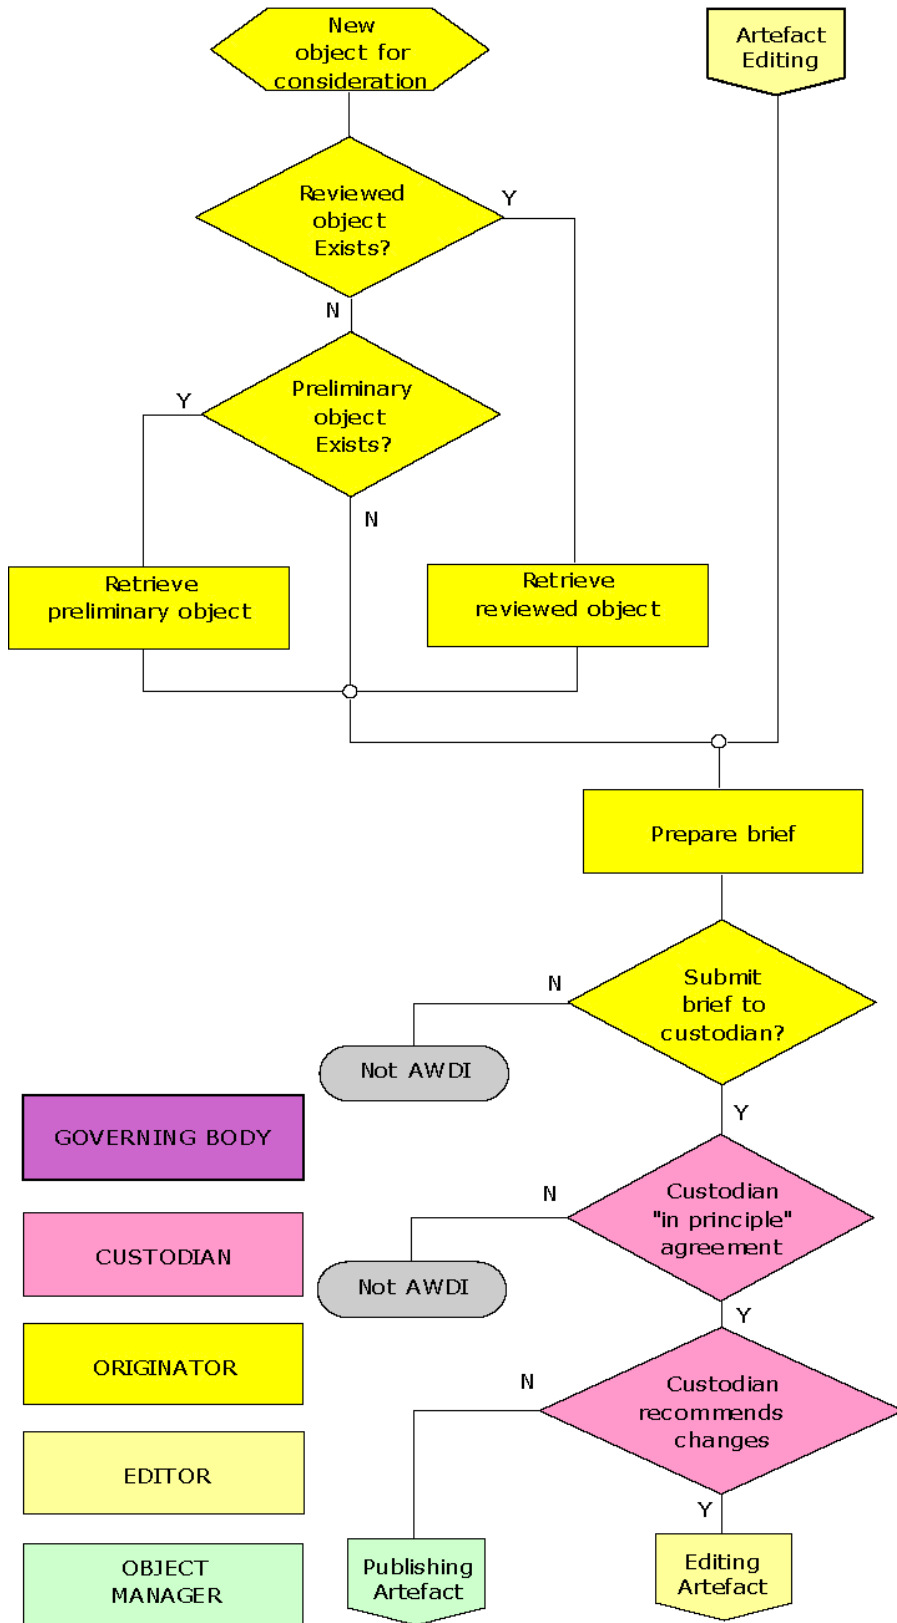 New
object for
consideration
Artefact
Editing
Reviewed
object
Exists?
Y
N
Preliminary
object
Exists?
Y
N
Retrieve
preliminary object
Retrieve
reviewed object
Prepare brief
Submit
brief to
custodian?
N
Not AWDI
Y
GOVERNING BODY
Custodian
"in principle"
agreement
N
CUSTODIAN
Not AWDI
Y
ORIGINATOR
Custodian
recommends
changes
N
EDITOR
Y
OBJECT
MANAGER
Publishing
Artefact
Editing
Artefact